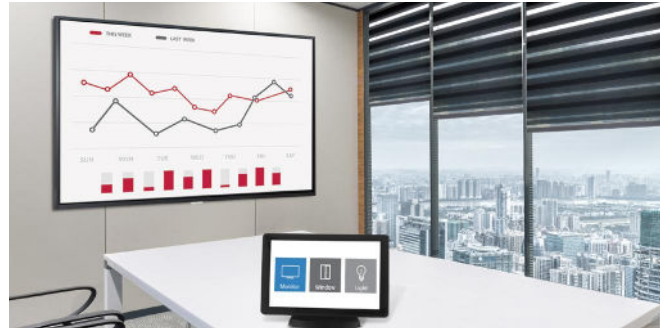 THIS WEEK
LAST WEEK
SUN MON TUE WED THU FRI SAT
Monitor
Window
Light